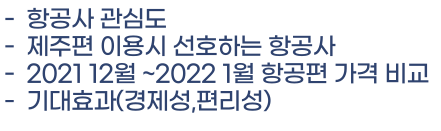 - 항공사 관심도
- 제주편 이용시 선호하는 항공사
- 2021 12월 ~2022 1월 항공편 가격 비교
- 기대효과(경제성,편리성)